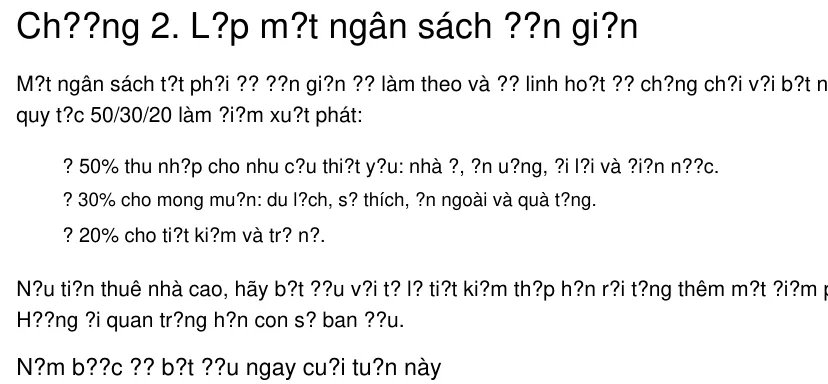 Ch??ng 2. L?p m?t ngân sách ??n gi?n
M?t ngân sách t?t ph?i ?? ??n gi?n ?? làm theo và ?? linh ho?t ?? ch?ng ch?i v?i b?t n
quy t?c 50/30/20 làm ?i?m xu?t phát:
? 50% thu nh?p cho nhu c?u thi?t y?u: nhà ?, ?n u?ng, ?i l?i và ?i?n n??c.
? 30% cho mong mu?n: du l?ch, s? thích, ?n ngoài và quà t?ng.
? 20% cho ti?t ki?m và tr? n?.
N?u ti?n thuê nhà cao, hãy b?t ??u v?i t? l? ti?t ki?m th?p h?n r?i t?ng thêm m?t ?i?m
H??ng ?i quan tr?ng h?n con s? ban ??u.
N?m b??c ?? b?t ??u ngay cu?i tu?n này